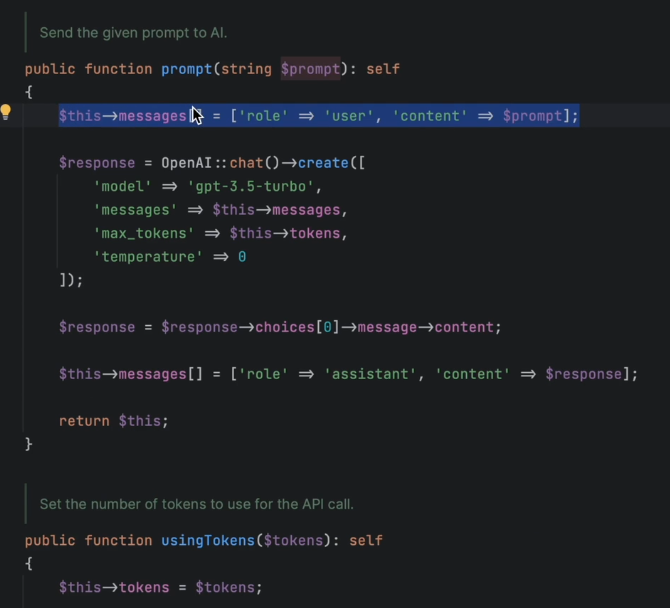 Send the given prompt to AI.
public function prompt(string $prompt): self
{
$this->messages[] = ['role' => 'user', 'content' => $prompt];
$response = OpenAI::chat()->create([
'model' => 'gpt-3.5-turbo',
'messages' => $this->messages,
'max_tokens' => $this->tokens,
'temperature' => 0
]);
$response = $response->choices[0]->message->content;
$this->messages[] = ['role' => 'assistant', 'content' => $response];
return $this;
}
Set the number of tokens to use for the API call.
public function usingTokens($tokens): self
{
$this->tokens = $tokens;